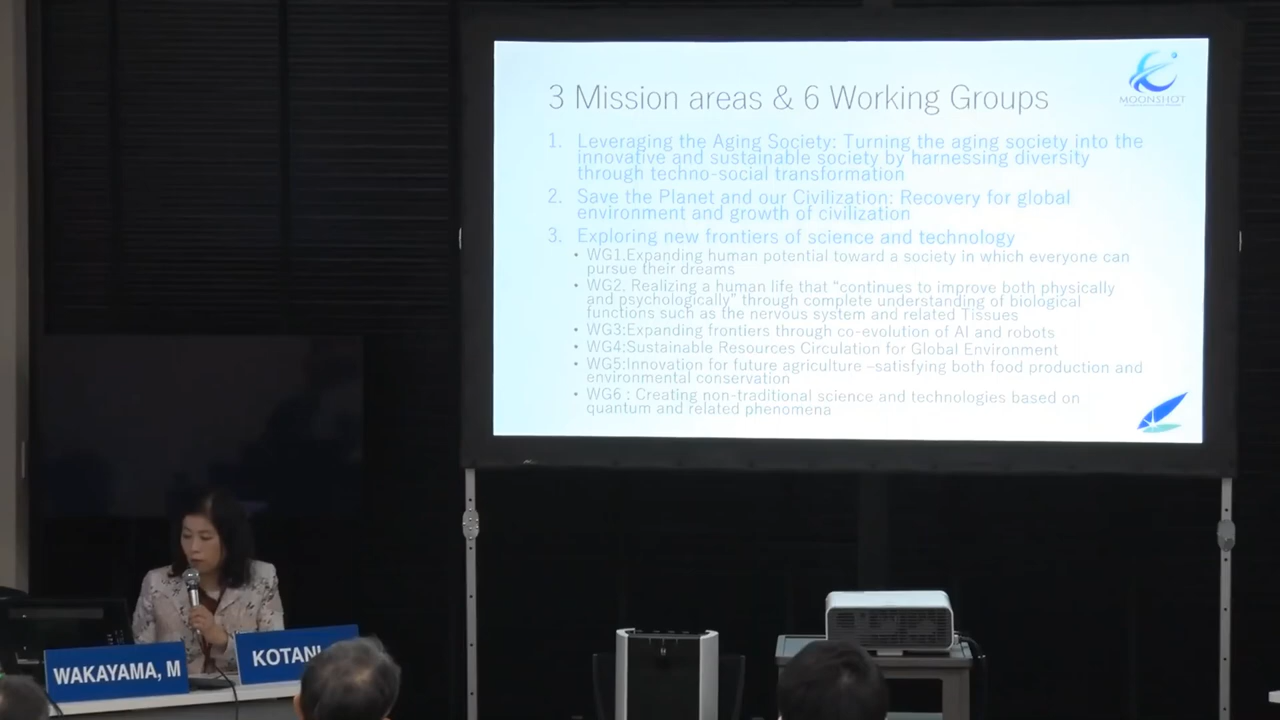 3 Mission areas & 6 Working Groups
MOONSHOT
1. Leveraging the Aging Society: Turning the aging society into the
innovative and sustainable society by harnessing diversity
through techno-social transformation
2. Save the Planet and our Civilization: Recovery for global
environment and growth of civilization
3. Exploring new frontiers of science and technology
• WG1.Expanding human potential toward a society in which everyone can
pursue their dreams
• WG2. Realizing a human life that "continues to improve both physically
and psychologically" through complete understanding of biological
functions such as the nervous system and related Tissues
• WG3:Expanding frontiers through co-evolution of AI and robots
• WG4:Sustainable Resources Circulation for Global Environment
• WG5:Innovation for future agriculture –satisfying both food production and
environmental conservation
• WG6 : Creating non-traditional science and technologies based on
quantum and related phenomena
WAKAYAMA, M
KOTANI